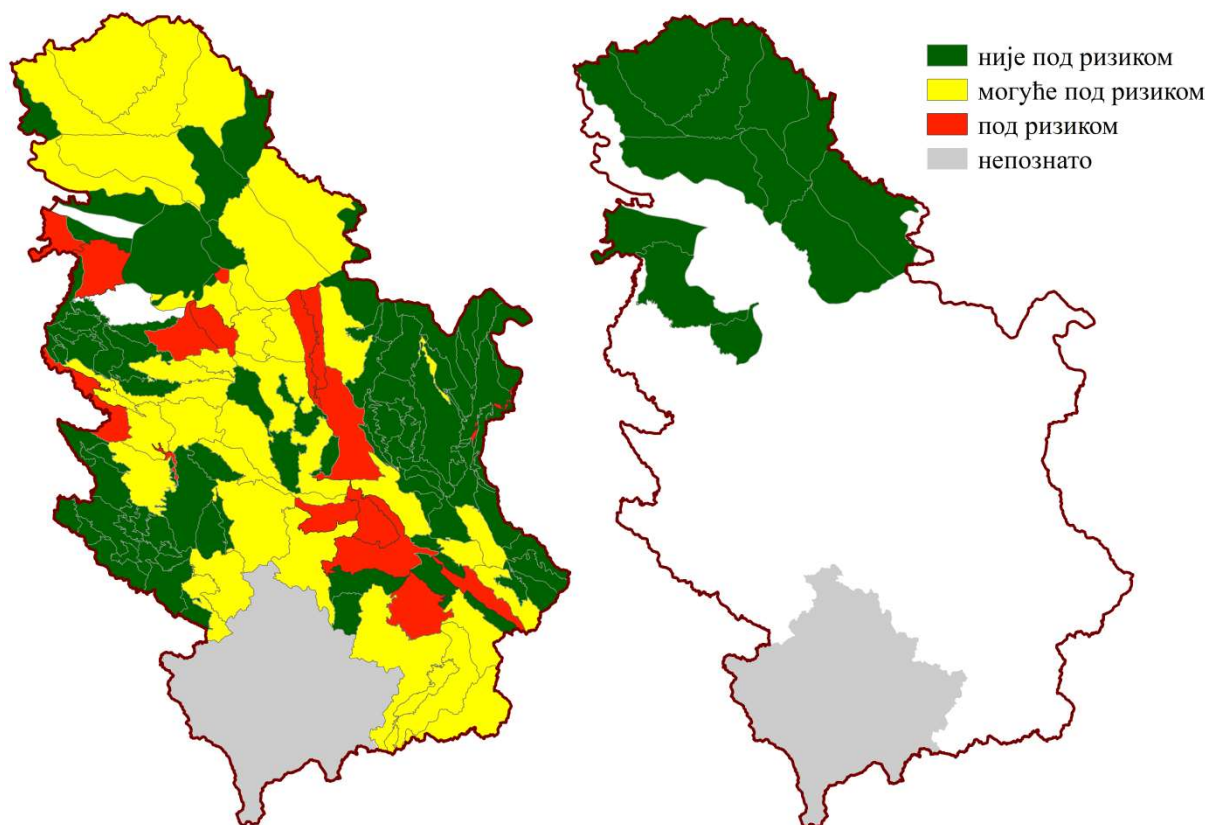 није под ризиком
могуће под ризиком
под ризиком
непознато